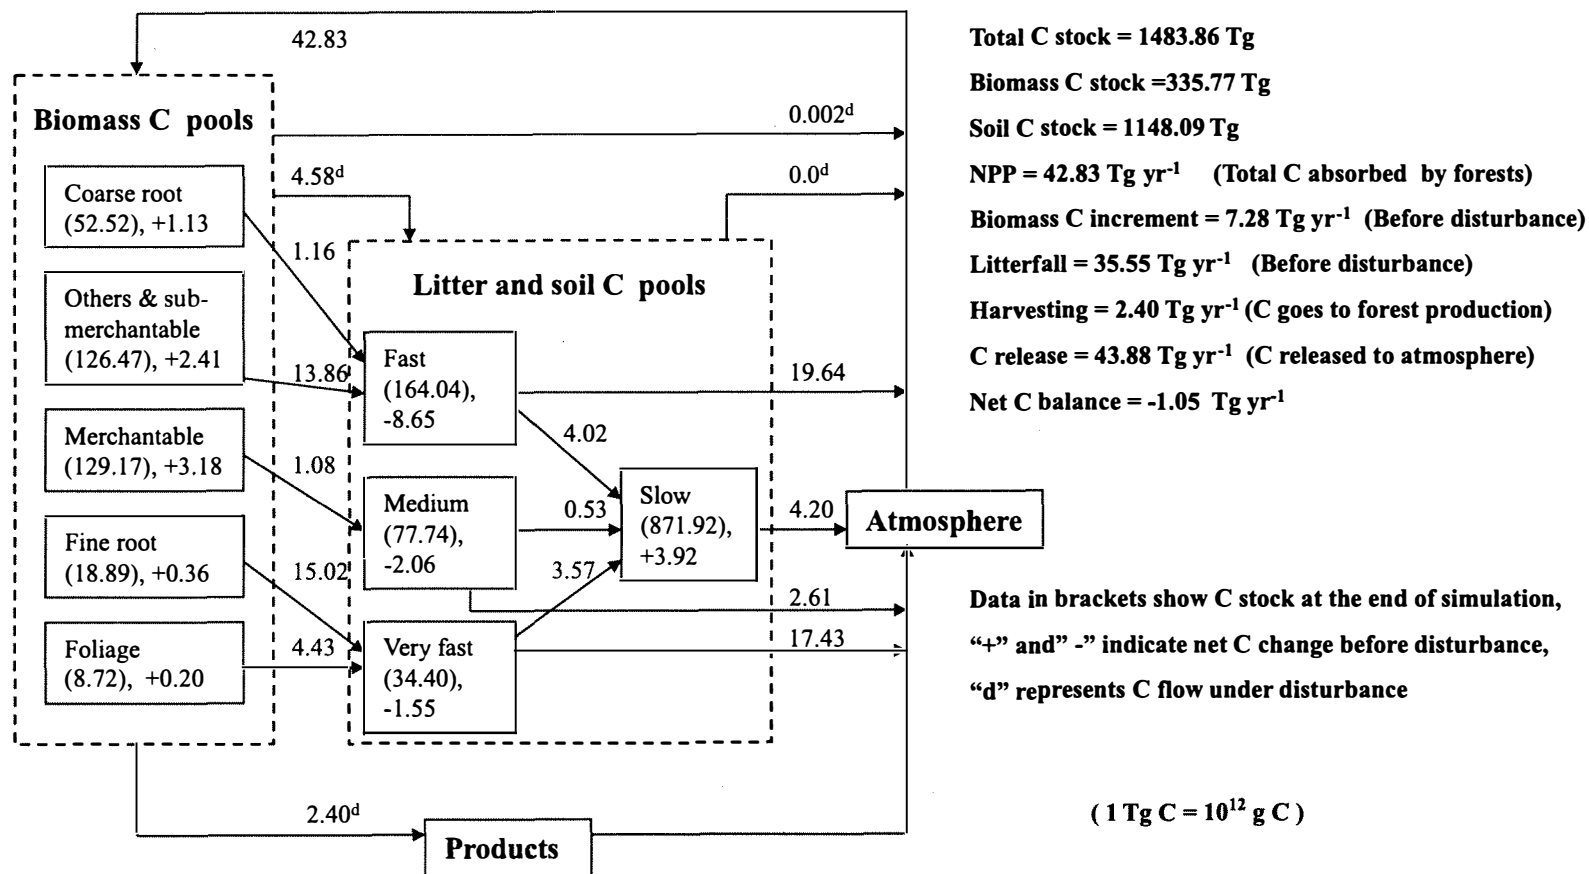 42.83
Biomass C pools
0.002ᵈ
4.58ᵈ
0.0ᵈ
Coarse root
(52.52), +1.13
1.16
Litter and soil C pools
Others & sub-
merchantable
(126.47), +2.41
13.86
Fast
(164.04),
-8.65
19.64
4.02
Merchantable
(129.17), +3.18
1.08
Medium
(77.74),
-2.06
0.53
Slow
(871.92),
+3.92
4.20
Atmosphere
Fine root
(18.89), +0.36
15.02
3.57
2.61
Foliage
(8.72), +0.20
4.43
Very fast
(34.40),
-1.55
17.43
2.40ᵈ
Products
Total C stock = 1483.86 Tg
Biomass C stock =335.77 Tg
Soil C stock = 1148.09 Tg
NPP = 42.83 Tg yr⁻¹ (Total C absorbed by forests)
Biomass C increment = 7.28 Tg yr⁻¹ (Before disturbance)
Litterfall = 35.55 Tg yr⁻¹ (Before disturbance)
Harvesting = 2.40 Tg yr⁻¹ (C goes to forest production)
C release = 43.88 Tg yr⁻¹ (C released to atmosphere)
Net C balance = -1.05 Tg yr⁻¹
Data in brackets show C stock at the end of simulation,
“+” and” -” indicate net C change before disturbance,
“d” represents C flow under disturbance
( 1 Tg C = 10¹² g C )